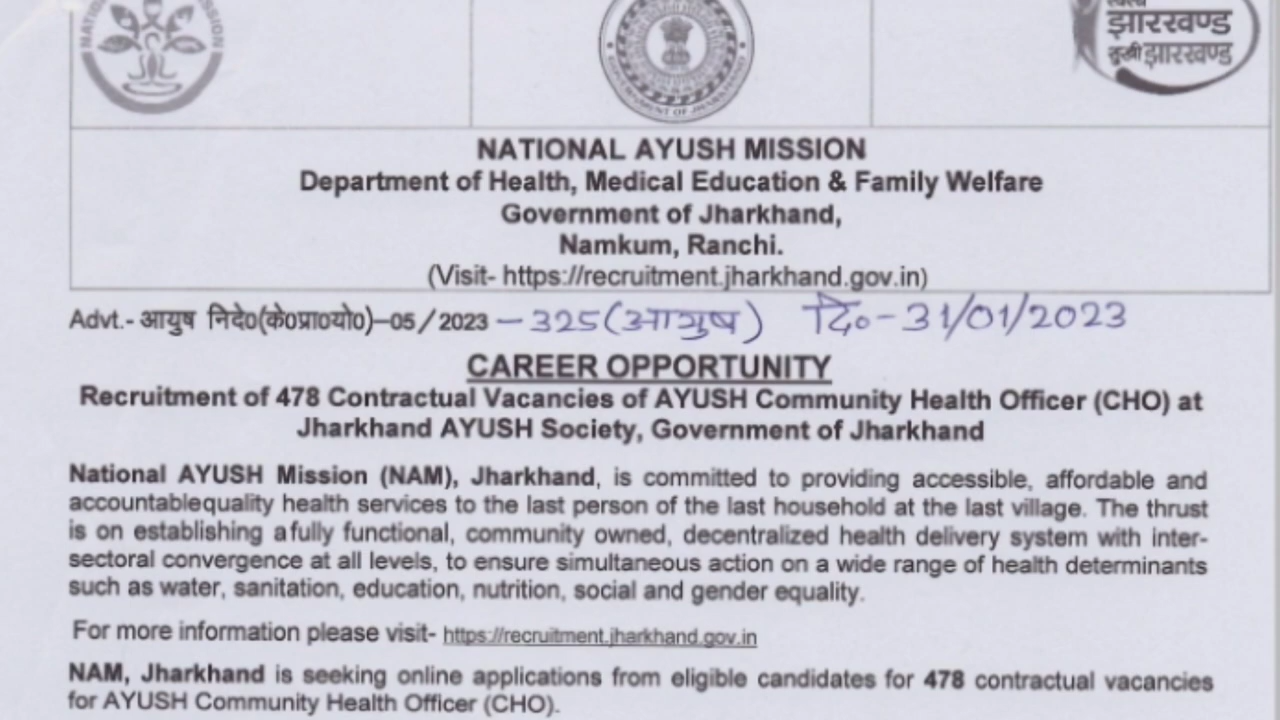 झारखण्ड
सुखी झारखण्ड
NATIONAL AYUSH MISSION
Department of Health, Medical Education & Family Welfare
Government of Jharkhand,
Namkum, Ranchi.
(Visit- https://recruitment.jharkhand.gov.in)
Advt.- आयुष निदे०(के०प्रा०यो०)–05/2023 – 325(आयुष) दि०- 31/01/2023
CAREER OPPORTUNITY
Recruitment of 478 Contractual Vacancies of AYUSH Community Health Officer (CHO) at
Jharkhand AYUSH Society, Government of Jharkhand
National AYUSH Mission (NAM), Jharkhand, is committed to providing accessible, affordable and
accountablequality health services to the last person of the last household at the last village. The thrust
is on establishing afully functional, community owned, decentralized health delivery system with inter-
sectoral convergence at all levels, to ensure simultaneous action on a wide range of health determinants
such as water, sanitation, education, nutrition, social and gender equality.
For more information please visit- https://recruitment.jharkhand.gov.in
NAM, Jharkhand is seeking online applications from eligible candidates for 478 contractual vacancies
for AYUSH Community Health Officer (CHO).